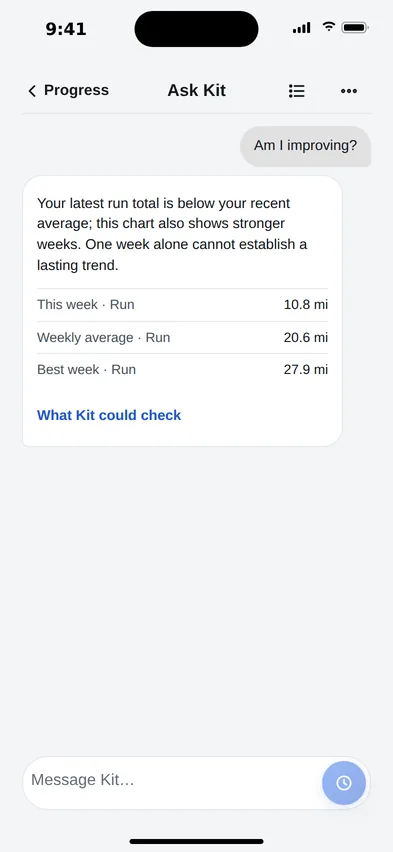 9:41
Progress
Ask Kit
Am I improving?
Your latest run total is below your recent
average; this chart also shows stronger
weeks. One week alone cannot establish a
lasting trend.
This week · Run 10.8 mi
Weekly average · Run 20.6 mi
Best week · Run 27.9 mi
What Kit could check
Message Kit…